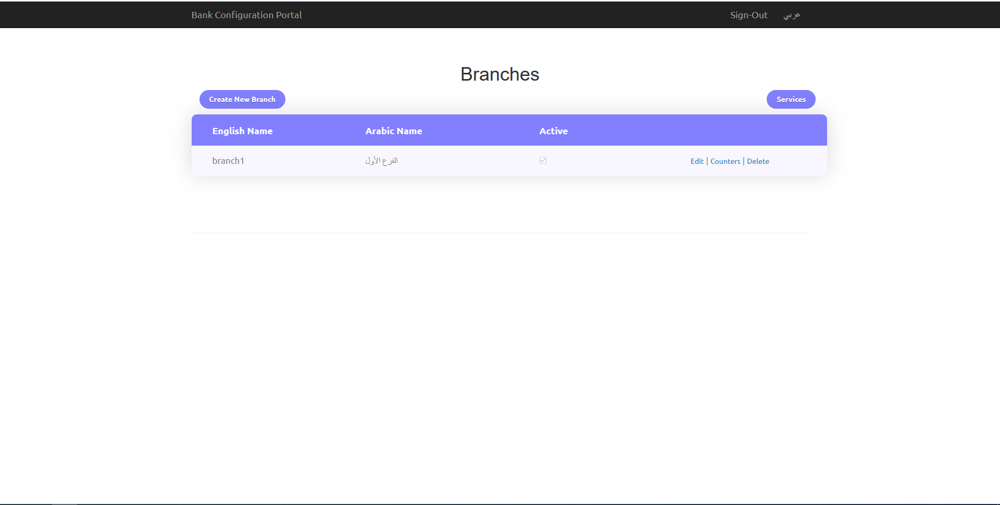 Bank Configuration Portal Sign-Out عربي
Branches
Create New Branch Services
English Name Arabic Name Active
branch1 الفرع الأول Edit | Counters | Delete